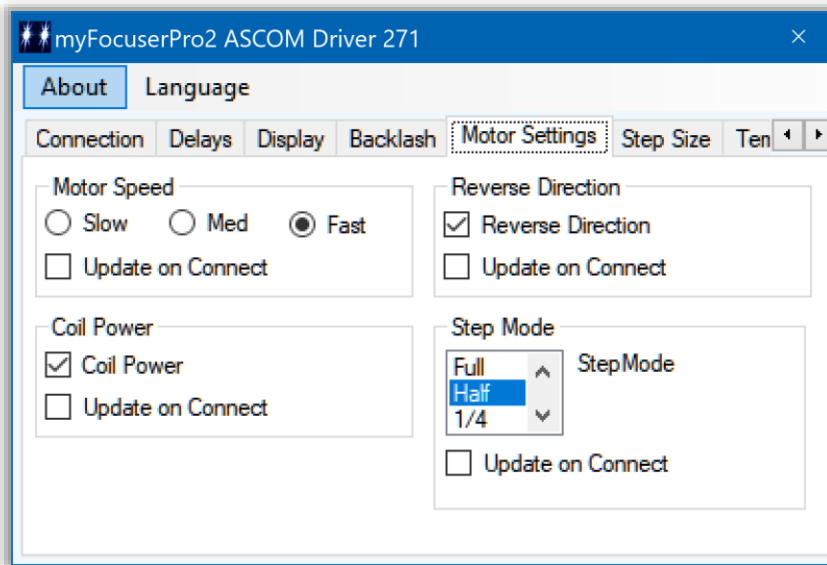 myFocuserPro2 ASCOM Driver 271
About Language
Connection Delays Display Backlash Motor Settings Step Size Ten
Motor Speed
Slow Med Fast
Update on Connect
Reverse Direction
Reverse Direction
Update on Connect
Coil Power
Coil Power
Update on Connect
Step Mode
Full
Half
1/4
StepMode
Update on Connect